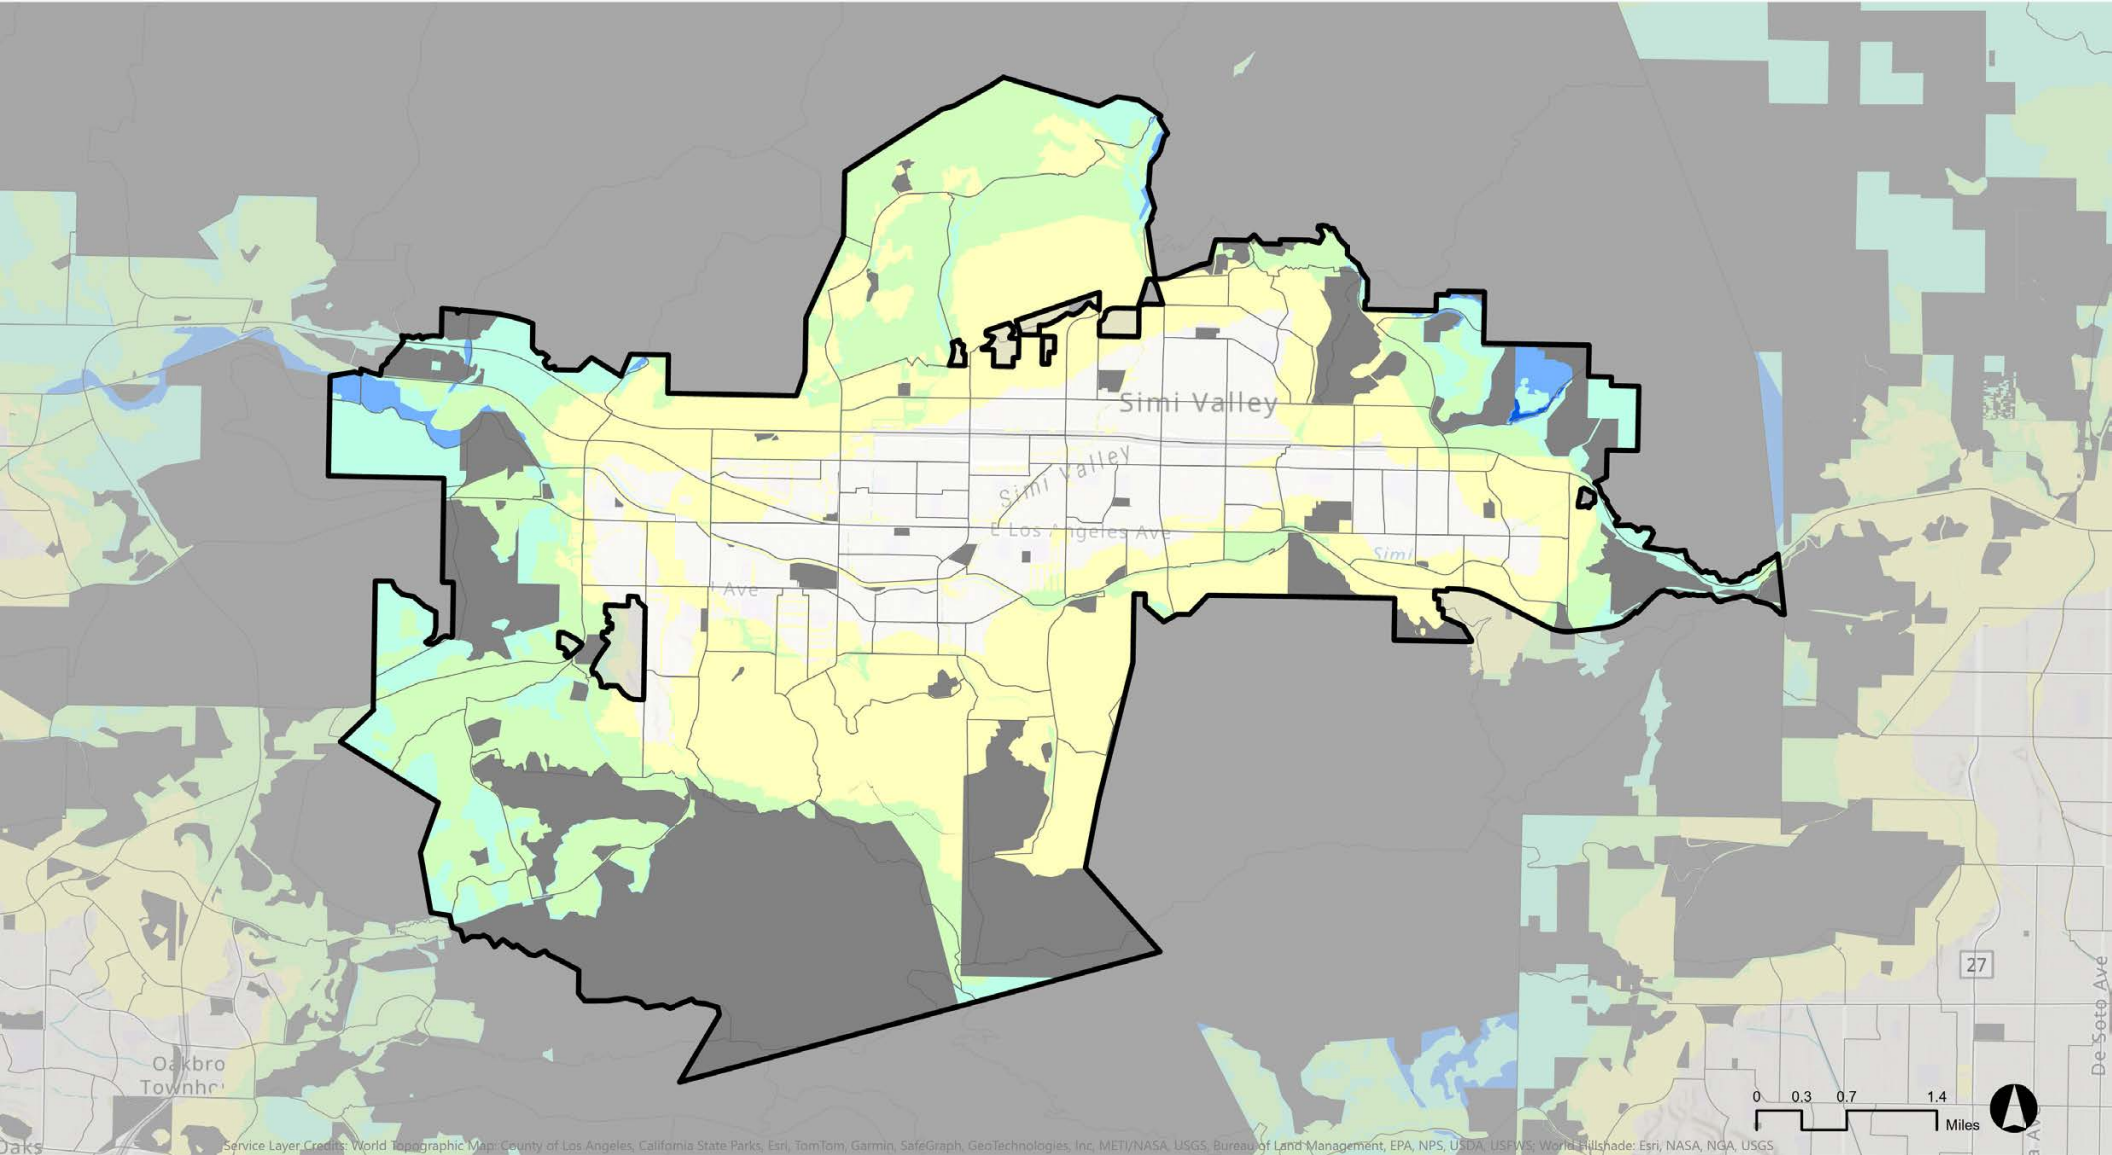 Simi Valley
Simi Valley
E Los Angeles Ave
Simi
Ave
27
De Soto Ave
Oakbro
0 0.3 0.7 1.4
Miles
Oaks
Service Layer Credits: World Topographic Map: County of Los Angeles, California State Parks, Esri, TomTom, Garmin, SafeGraph, GeoTechnologies, Inc, METI/NASA, USGS, Bureau of Land Management, EPA, NPS, USDA, USFWS; World Hillshade: Esri, NASA, NGA, USGS